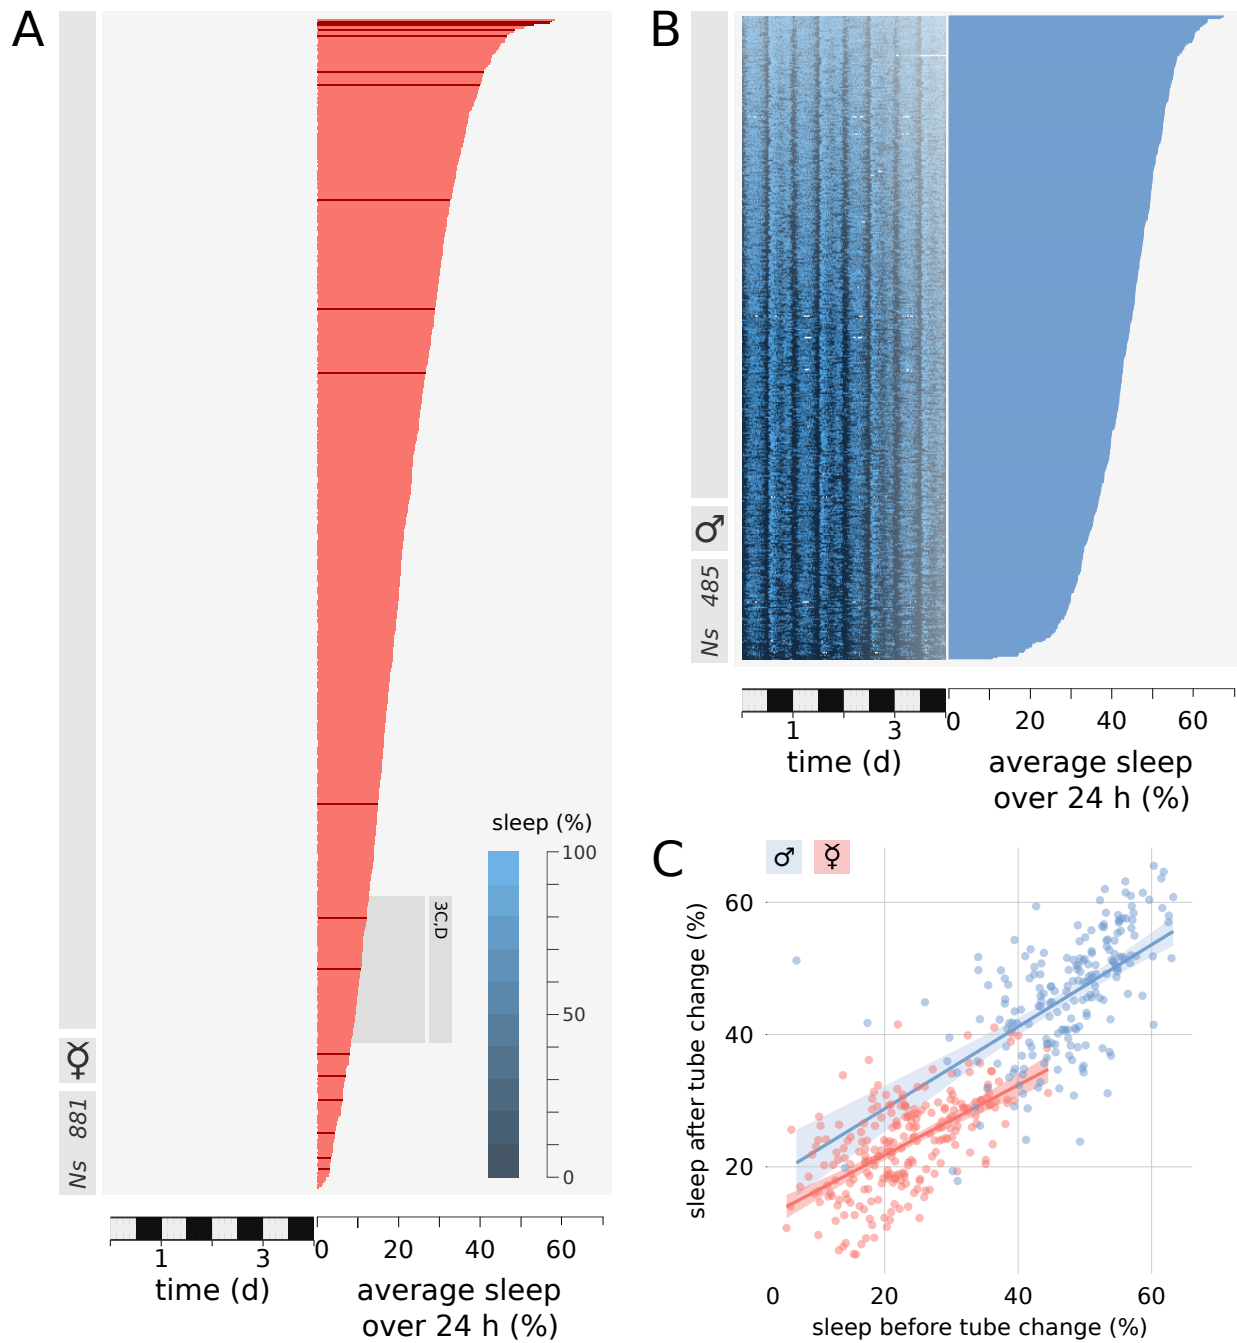 A
☿
Ns 881
sleep (%)
100
50
0
3C,D
1 3
time (d)
0 20 40 60
average sleep
over 24 h (%)
B
♂
Ns 485
1 3
time (d)
0 20 40 60
average sleep
over 24 h (%)
C
♂ ☿
sleep after tube change (%)
60
40
20
0 20 40 60
sleep before tube change (%)